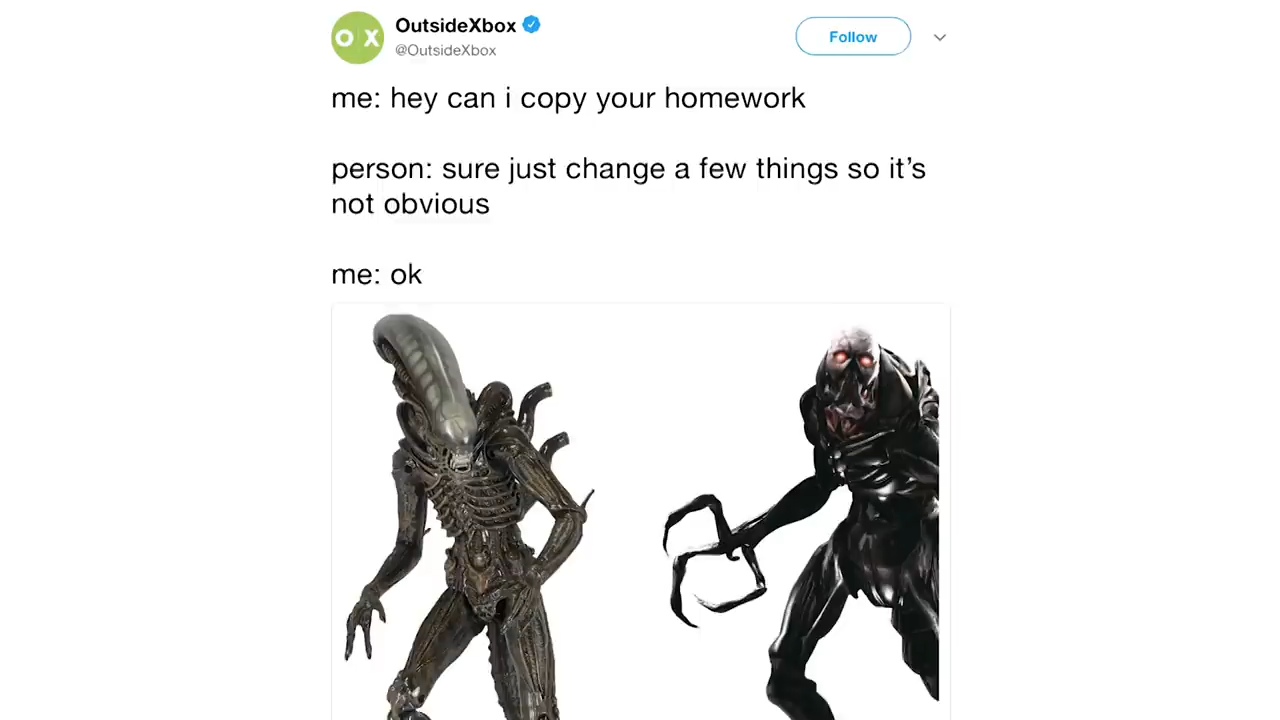 OX
OutsideXbox
@OutsideXbox
Follow
me: hey can i copy your homework
person: sure just change a few things so it’s
not obvious
me: ok